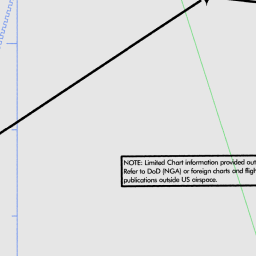 NOTE: Limited Chart information provided out
Refer to DoD (NGA) or foreign charts and fligh
publications outside US airspace.